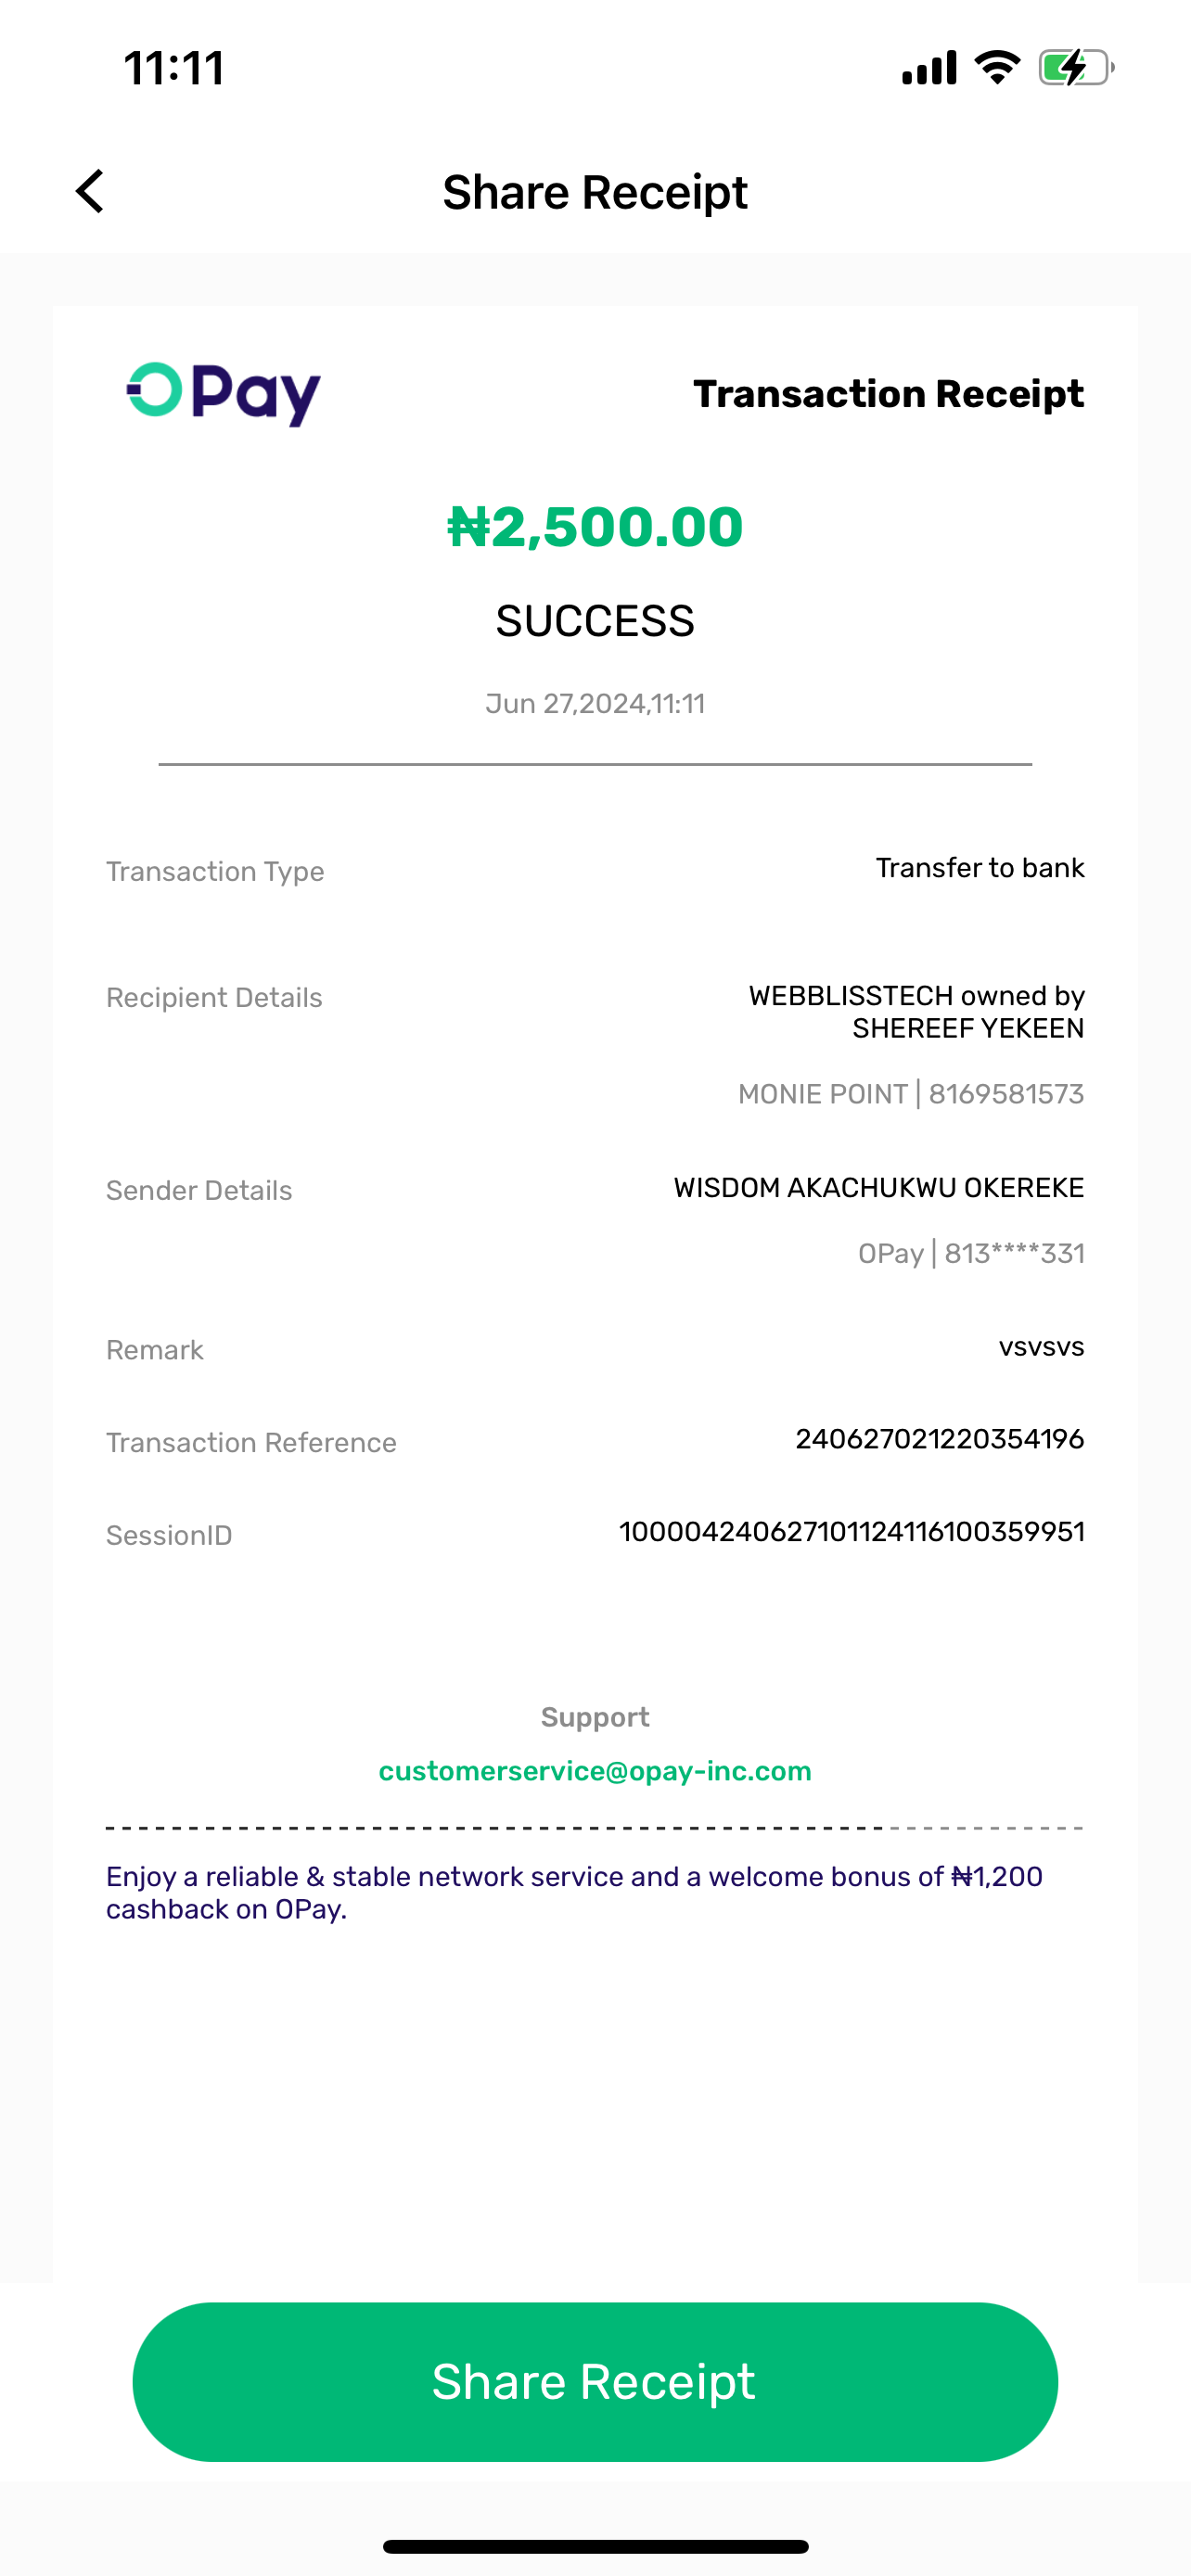 11:11
Share Receipt
OPay
Transaction Receipt
₦2,500.00
SUCCESS
Jun 27,2024,11:11
Transaction Type
Transfer to bank
Recipient Details
WEBBLISSTECH owned by
SHEREEF YEKEEN
MONIE POINT | 8169581573
Sender Details
WISDOM AKACHUKWU OKEREKE
OPay | 813****331
Remark
vsvsvs
Transaction Reference
240627021220354196
SessionID
100004240627101124116100359951
Support
customerservice@opay-inc.com
Enjoy a reliable & stable network service and a welcome bonus of ₦1,200
cashback on OPay.
Share Receipt